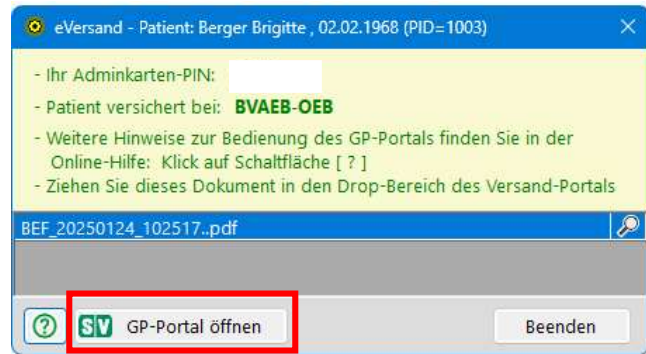 eVersand - Patient: Berger Brigitte , 02.02.1968 (PID=1003)
- Ihr Adminkarten-PIN:
- Patient versichert bei: BVAEB-OEB
- Weitere Hinweise zur Bedienung des GP-Portals finden Sie in der
Online-Hilfe: Klick auf Schaltfläche [ ? ]
- Ziehen Sie dieses Dokument in den Drop-Bereich des Versand-Portals
BEF_20250124_102517..pdf
? SV GP-Portal öffnen Beenden